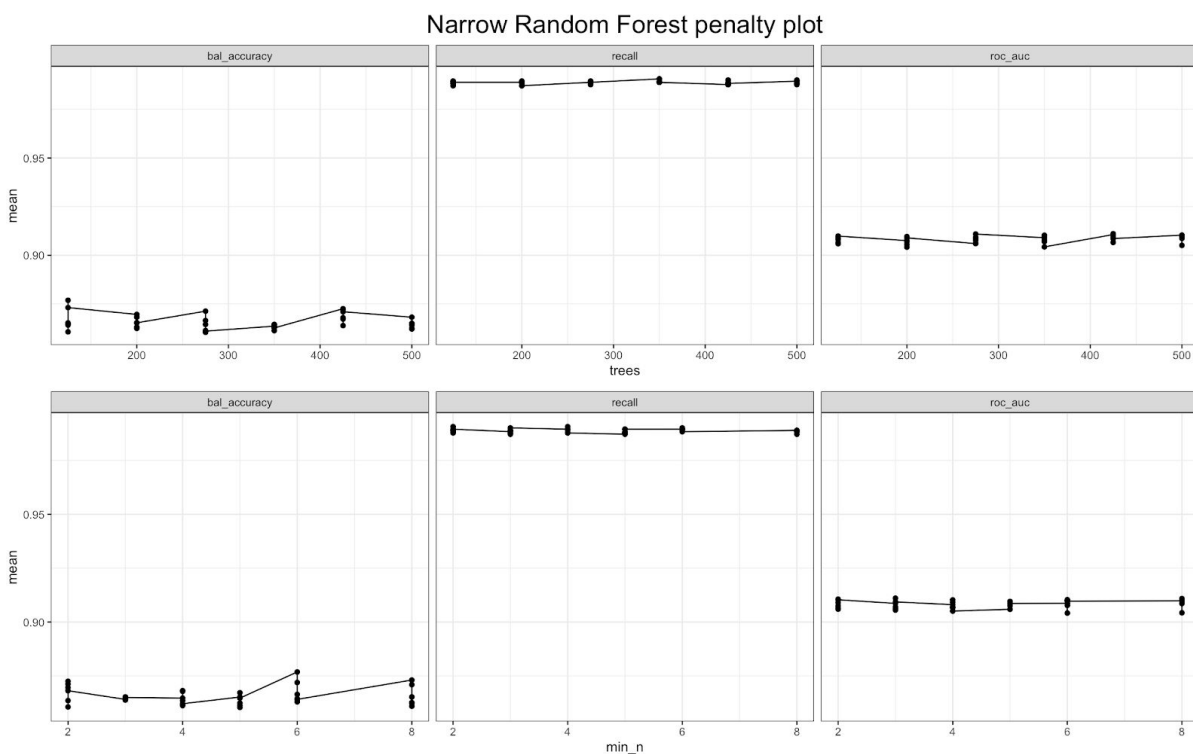 Narrow Random Forest penalty plot
bal_accuracy recall roc_auc
0.95
mean
0.90
200 300 400 500 200 300 400 500 200 300 400 500
trees
bal_accuracy recall roc_auc
0.95
mean
0.90
2 4 6 8 2 4 6 8 2 4 6 8
min_n